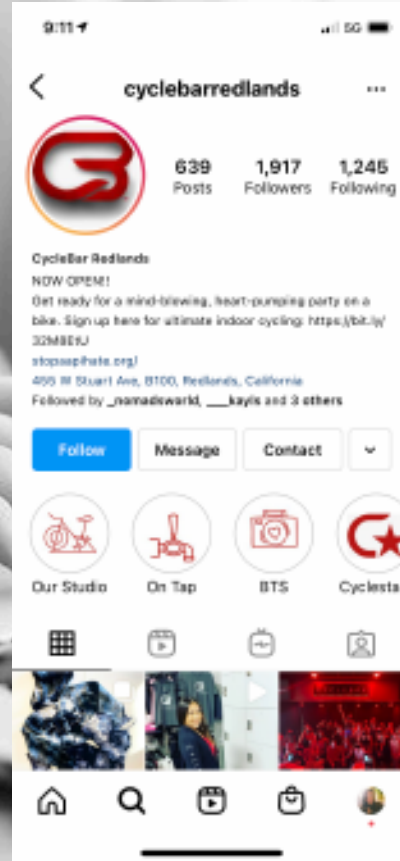 9:11
5G
cyclebarredlands
639
1,917
1,245
Posts
Followers
Following
CycleBar Redlands
NOW OPEN!!
Get ready for a mind-blowing, heart-pumping party on a
bike. Sign up here for ultimate indoor cycling: https://bit.ly/
stopaapihate.org/
455 W Stuart Ave, B100, Redlands, California
Followed by _nomadsworld, ___kayls and 3 others
Follow
Message
Contact
Our Studio
On Tap
BTS
Cyclesta